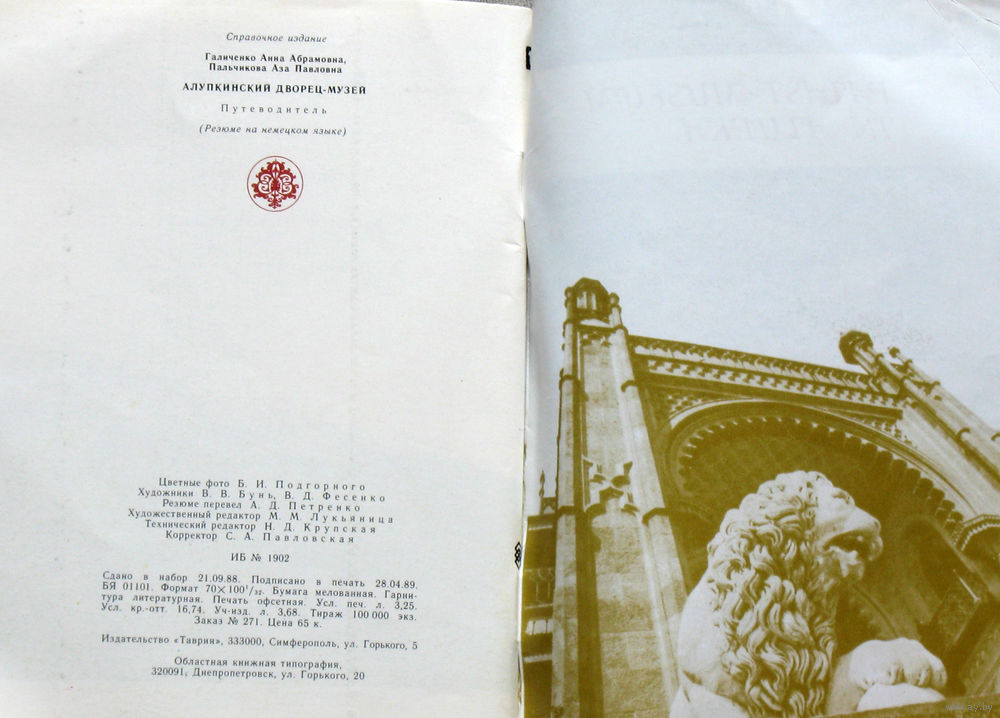 Справочное издание
Галиченко Анна Абрамовна,
Пальчикова Аза Павловна
АЛУПКИНСКИЙ ДВОРЕЦ-МУЗЕЙ
Путеводитель
(Резюме на немецком языке)
Цветные фото Б. И. Подгорного
Художники В. В. Бунь, В. Д. Фесенко
Резюме перевел А. Д. Петренко
Художественный редактор М. М. Лукьяница
Технический редактор Н. Д. Крупская
Корректор С. А. Павловская
ИБ № 1902
Сдано в набор 21.09.88. Подписано в печать 28.04.89.
БЯ 01101. Формат 70×100¹/₃₂. Бумага мелованная. Гарни-
тура литературная. Печать офсетная. Усл. печ. л. 3,25.
Усл. кр.-отт. 16,74. Уч-изд. л. 3,68. Тираж 100 000 экз.
Заказ № 271. Цена 65 к.
Издательство «Таврия», 333000, Симферополь, ул. Горького, 5
Областная книжная типография,
320091, Днепропетровск, ул. Горького, 20
www.ay.by